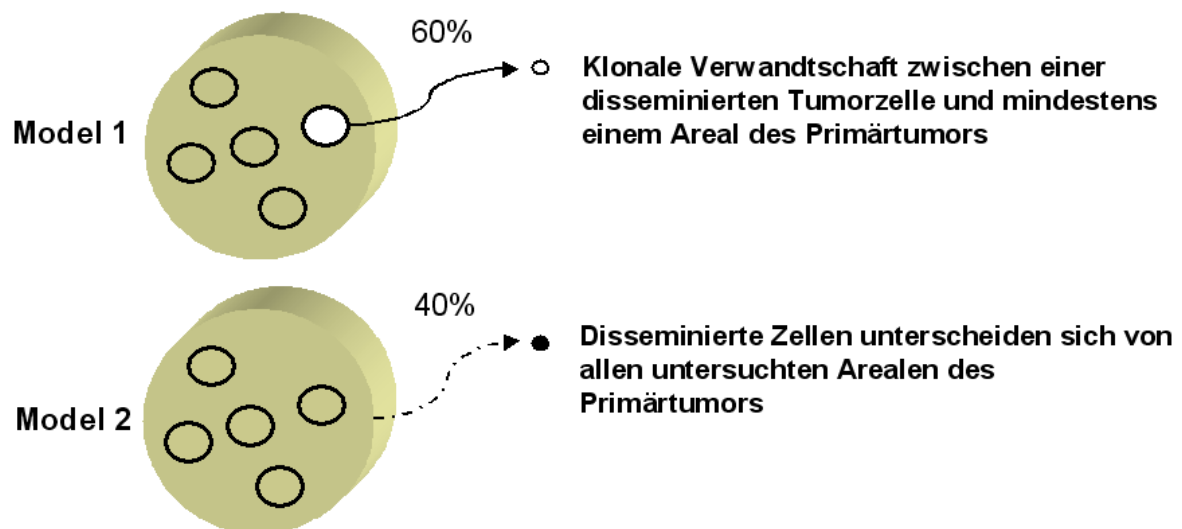 60%
Model 1
Klonale Verwandtschaft zwischen einer
disseminierten Tumorzelle und mindestens
einem Areal des Primärtumors
40%
Model 2
Disseminierte Zellen unterscheiden sich von
allen untersuchten Arealen des
Primärtumors